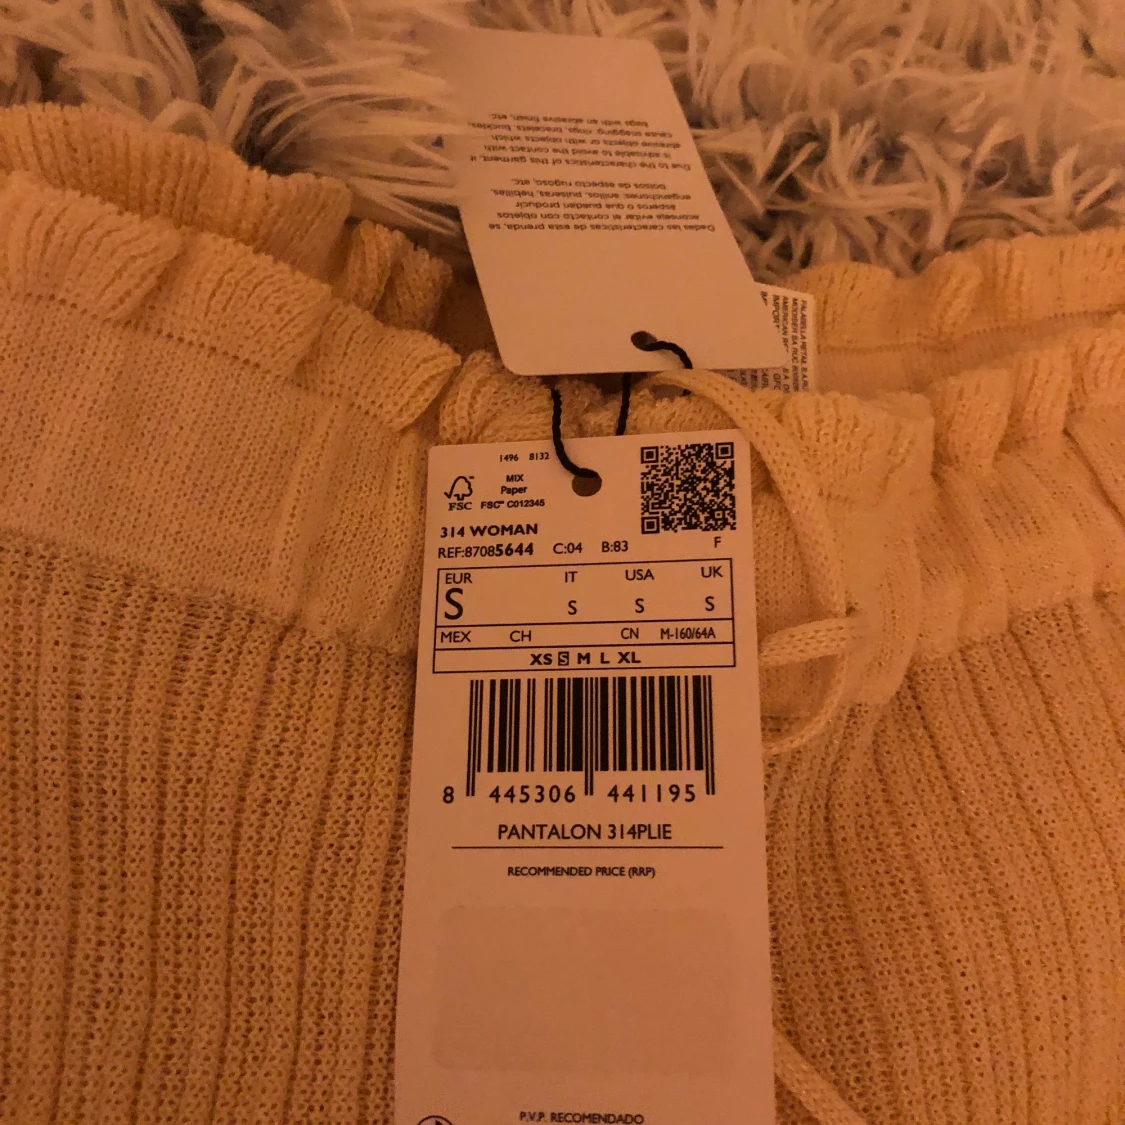 Dadas las características de esta prenda, se
aconseja evitar el contacto con objetos
ásperos o que puedan producir
enganchones: anillos, pulseras, hebillas,
bolsos de aspecto rugoso, etc.
Due to the characteristics of this garment, it
is advisable to avoid the contact with
abrasive objects or with objects which
cause snagging: rings, bracelets, buckles,
bags with an abrasive finish, etc.
FALABELLA RETAIL S.A.
IMPORT
1496 8132
MIX
Paper
FSC™ C012345
FSC
314 WOMAN
REF:87085644 C:04 B:83 F
EUR IT USA UK
S S S S
MEX CH CN M-160/64A
XS S M L XL
8 445306 441195
PANTALON 314PLIE
RECOMMENDED PRICE (RRP)
P.V.P. RECOMENDADO